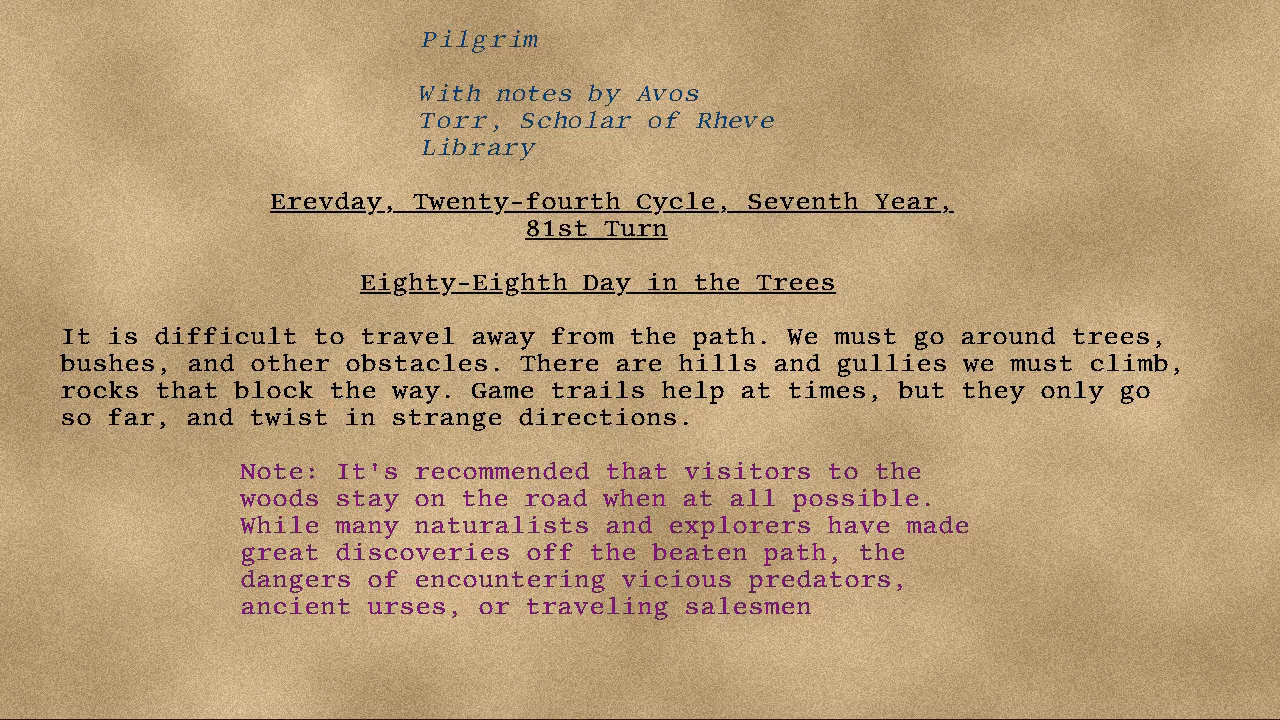 Pilgrim
With notes by Avos
Torr, Scholar of Rheve
Library
Erevday, Twenty-fourth Cycle, Seventh Year,
81st Turn
Eighty-Eighth Day in the Trees
It is difficult to travel away from the path. We must go around trees,
bushes, and other obstacles. There are hills and gullies we must climb,
rocks that block the way. Game trails help at times, but they only go
so far, and twist in strange directions.
Note: It's recommended that visitors to the
woods stay on the road when at all possible.
While many naturalists and explorers have made
great discoveries off the beaten path, the
dangers of encountering vicious predators,
ancient urses, or traveling salesmen